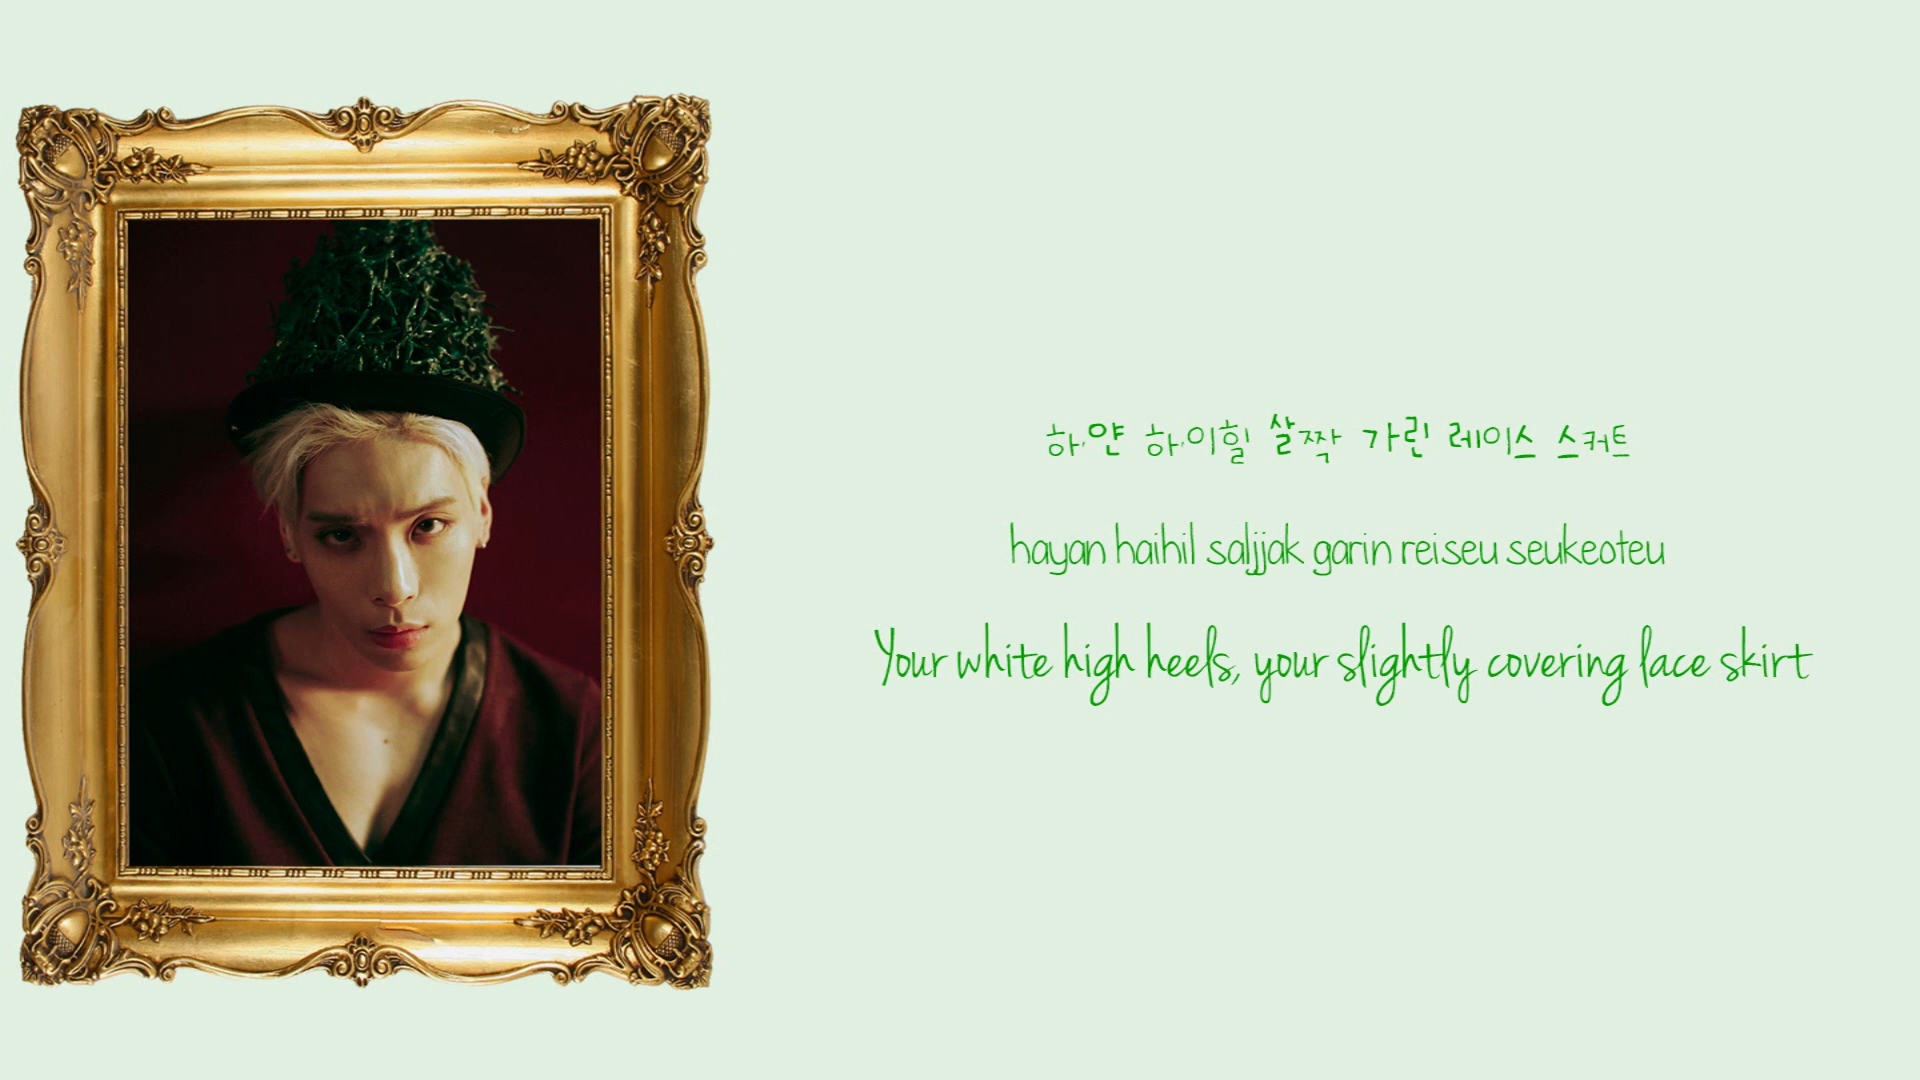 하얀 하이힐 살짝 가린 레이스 스커트
hayan haihil saljjak garin reiseu seukeoteu
Your white high heels, your slightly covering lace skirt